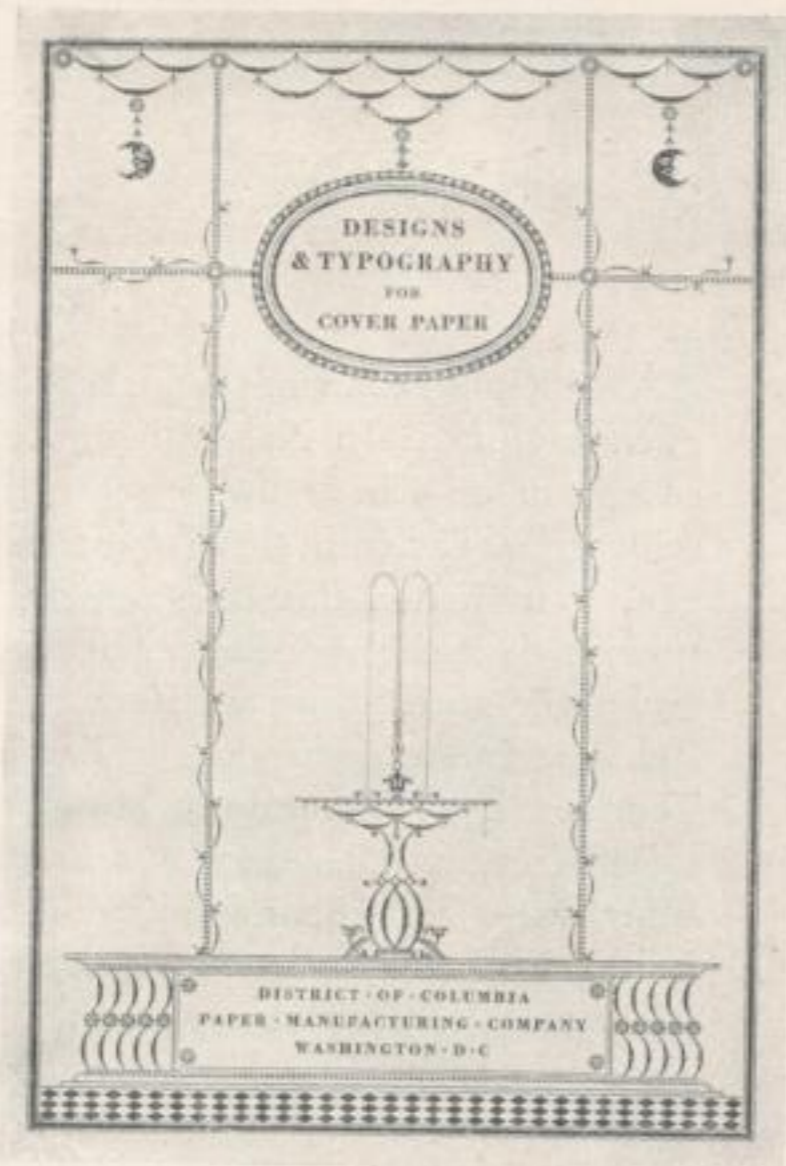 DESIGNS
& TYPOGRAPHY
FOR
COVER PAPER
DISTRICT · OF · COLUMBIA
PAPER · MANUFACTURING · COMPANY
WASHINGTON · D · C